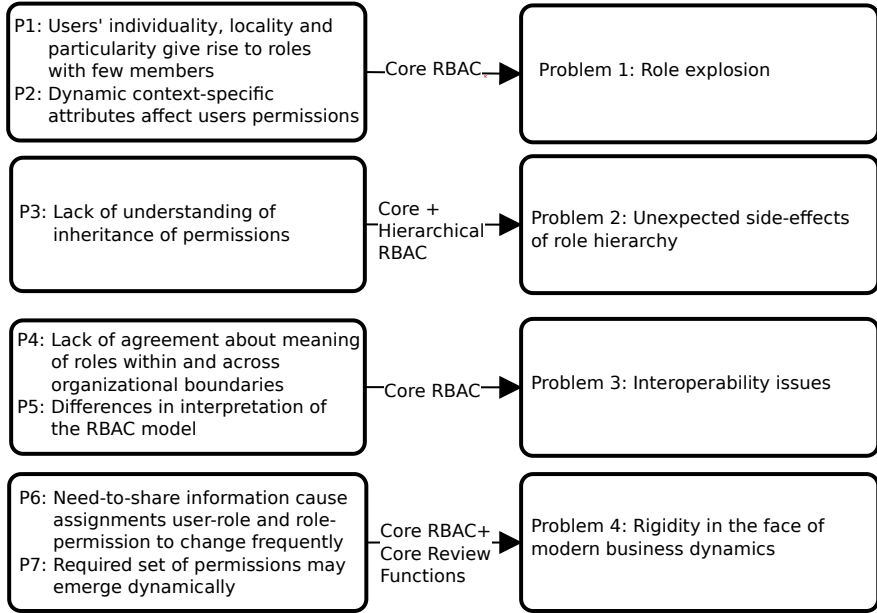 P1: Users' individuality, locality and
particularity give rise to roles
with few members
P2: Dynamic context-specific
attributes affect users permissions
Core RBAC
Problem 1: Role explosion
P3: Lack of understanding of
inheritance of permissions
Core +
Hierarchical
RBAC
Problem 2: Unexpected side-effects
of role hierarchy
P4: Lack of agreement about meaning
of roles within and across
organizational boundaries
P5: Differences in interpretation of
the RBAC model
Core RBAC
Problem 3: Interoperability issues
P6: Need-to-share information cause
assignments user-role and role-
permission to change frequently
P7: Required set of permissions may
emerge dynamically
Core RBAC+
Core Review
Functions
Problem 4: Rigidity in the face of
modern business dynamics